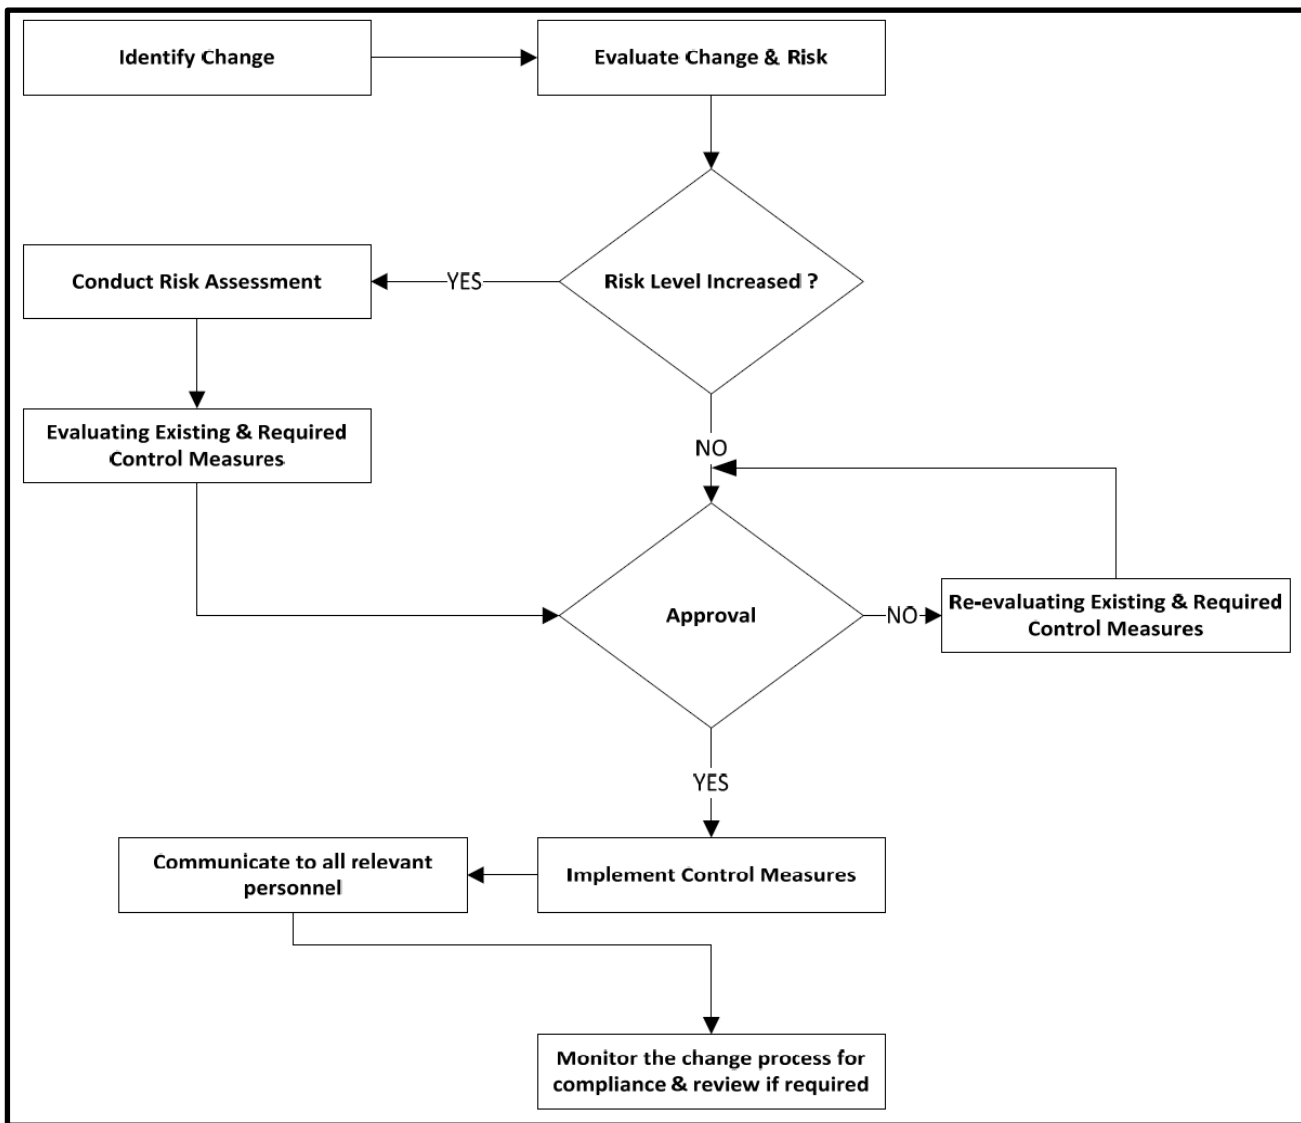 Identify Change
Evaluate Change & Risk
Conduct Risk Assessment
YES
Risk Level Increased ?
Evaluating Existing & Required
Control Measures
NO
Approval
NO
Re-evaluating Existing & Required
Control Measures
YES
Communicate to all relevant
personnel
Implement Control Measures
Monitor the change process for
compliance & review if required